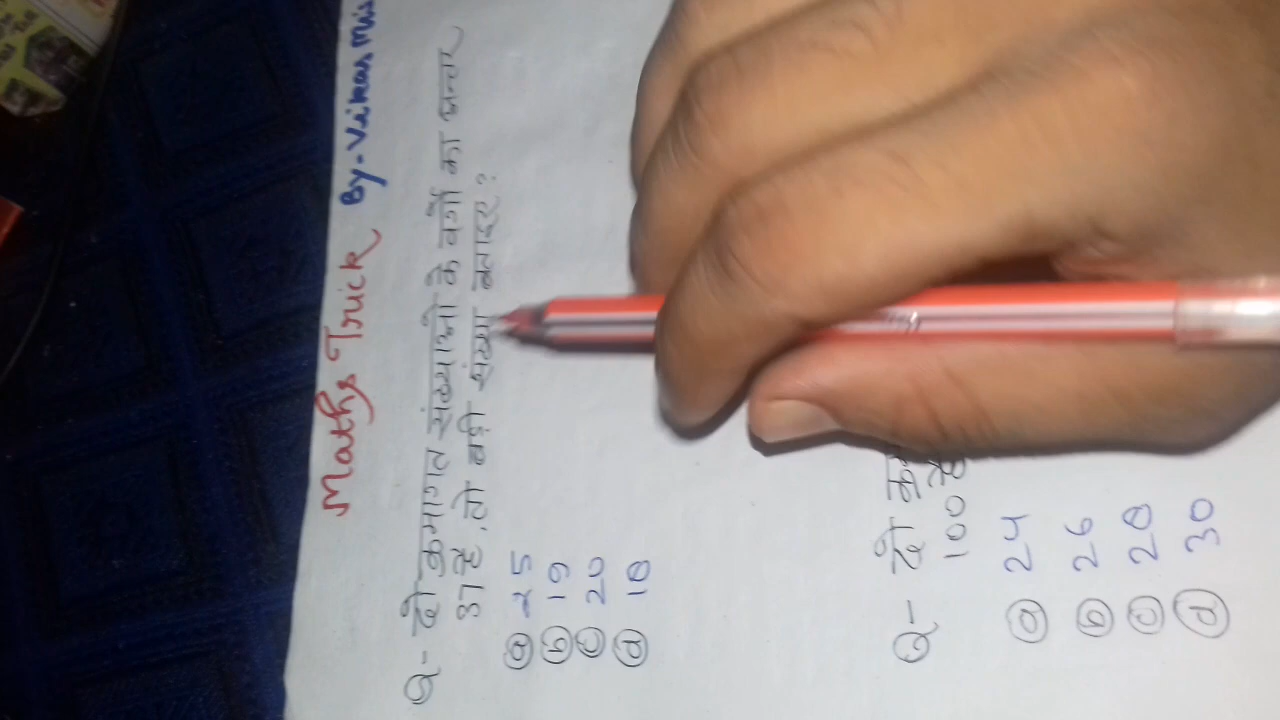 Maths Trick By-Vikas Mis
Q- दो क्रमागत संख्याओं के वर्गों का अन्तर
37 है, तो बड़ी संख्या बताइए?
(a) 25
(b) 19
(c) 20
(d) 18
Q- दो
100 है
(a) 24
(b) 26
(c) 28
(d) 30